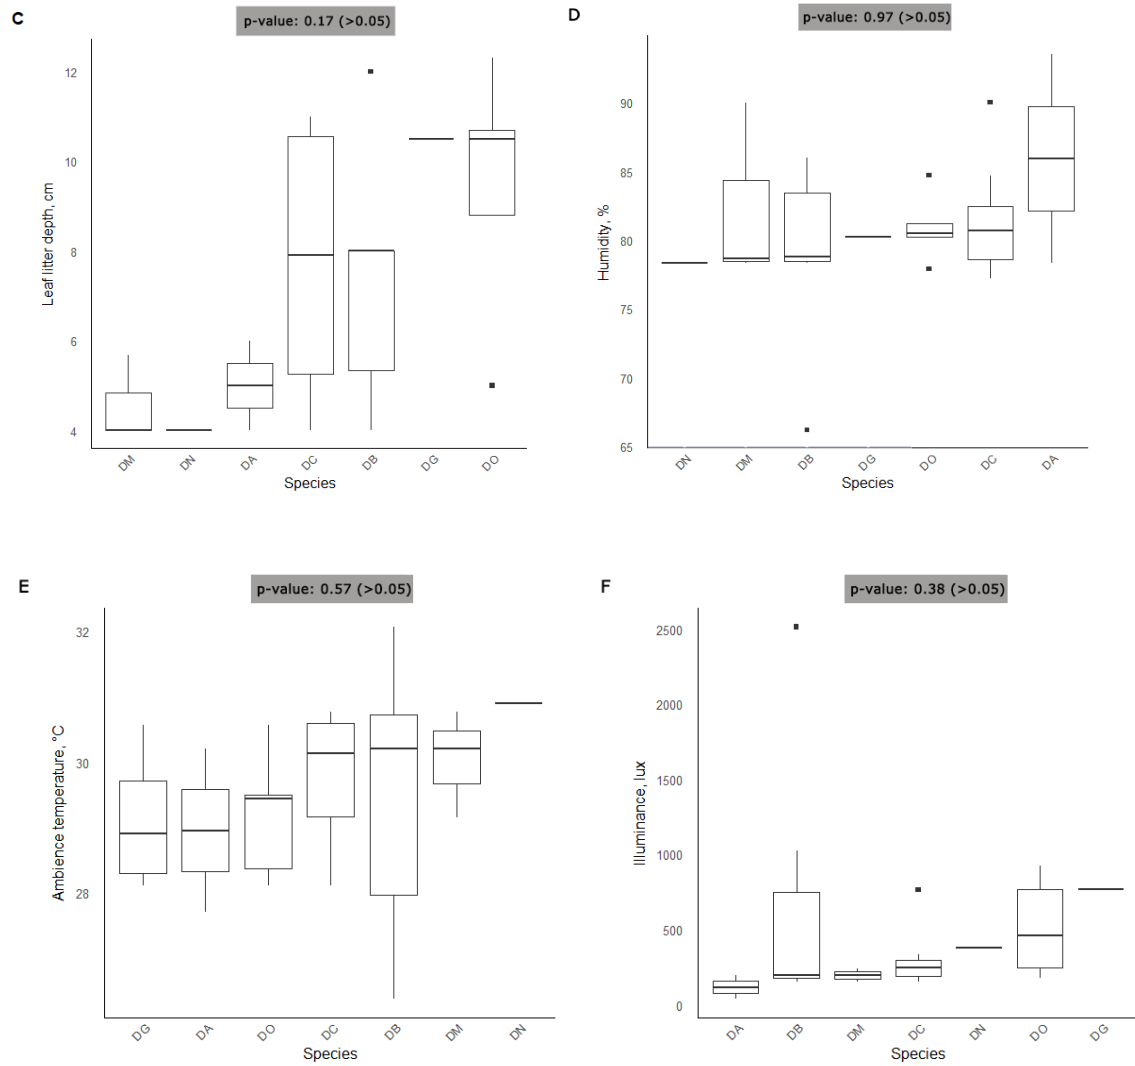 C
p-value: 0.17 (>0.05)
12
10
8
6
4
Leaf litter depth, cm
DM DN DA DC DB DG DO
Species
D
p-value: 0.97 (>0.05)
90
85
80
75
70
65
Humidity, %
DN DM DB DG DO DC DA
Species
E
p-value: 0.57 (>0.05)
32
30
28
Ambience temperature, °C
DG DA DO DC DB DM DN
Species
F
p-value: 0.38 (>0.05)
2500
2000
1500
1000
500
0
Illuminance, lux
DA DB DM DC DN DO DG
Species